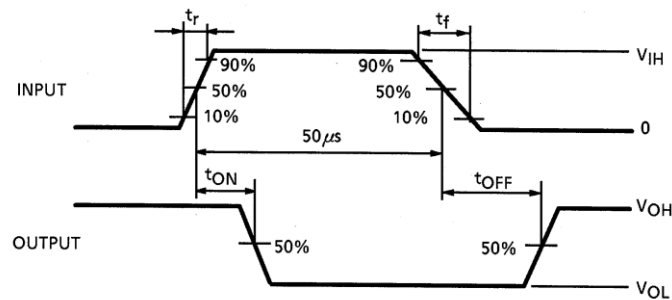 tr
tf
VIH
90%
90%
INPUT
50%
50%
10%
10%
0
50μs
tON
tOFF
VOH
OUTPUT
50%
50%
VOL